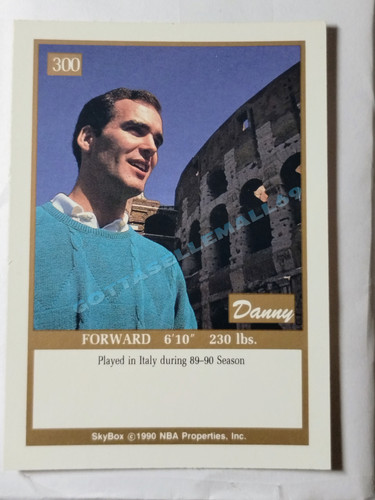 300
GOTTASELLEMALL69
Danny
FORWARD 6'10" 230 lbs.
Played in Italy during 89-90 Season
SkyBox ©1990 NBA Properties, Inc.